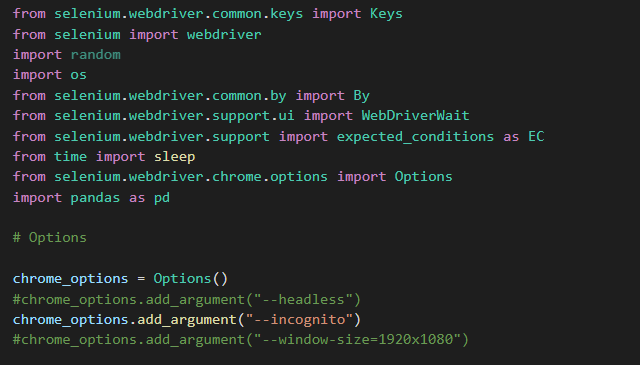 from selenium.webdriver.common.keys import Keys
from selenium import webdriver
import random
import os
from selenium.webdriver.common.by import By
from selenium.webdriver.support.ui import WebDriverWait
from selenium.webdriver.support import expected_conditions as EC
from time import sleep
from selenium.webdriver.chrome.options import Options
import pandas as pd
# Options
chrome_options = Options()
#chrome_options.add_argument("--headless")
chrome_options.add_argument("--incognito")
#chrome_options.add_argument("--window-size=1920x1080")